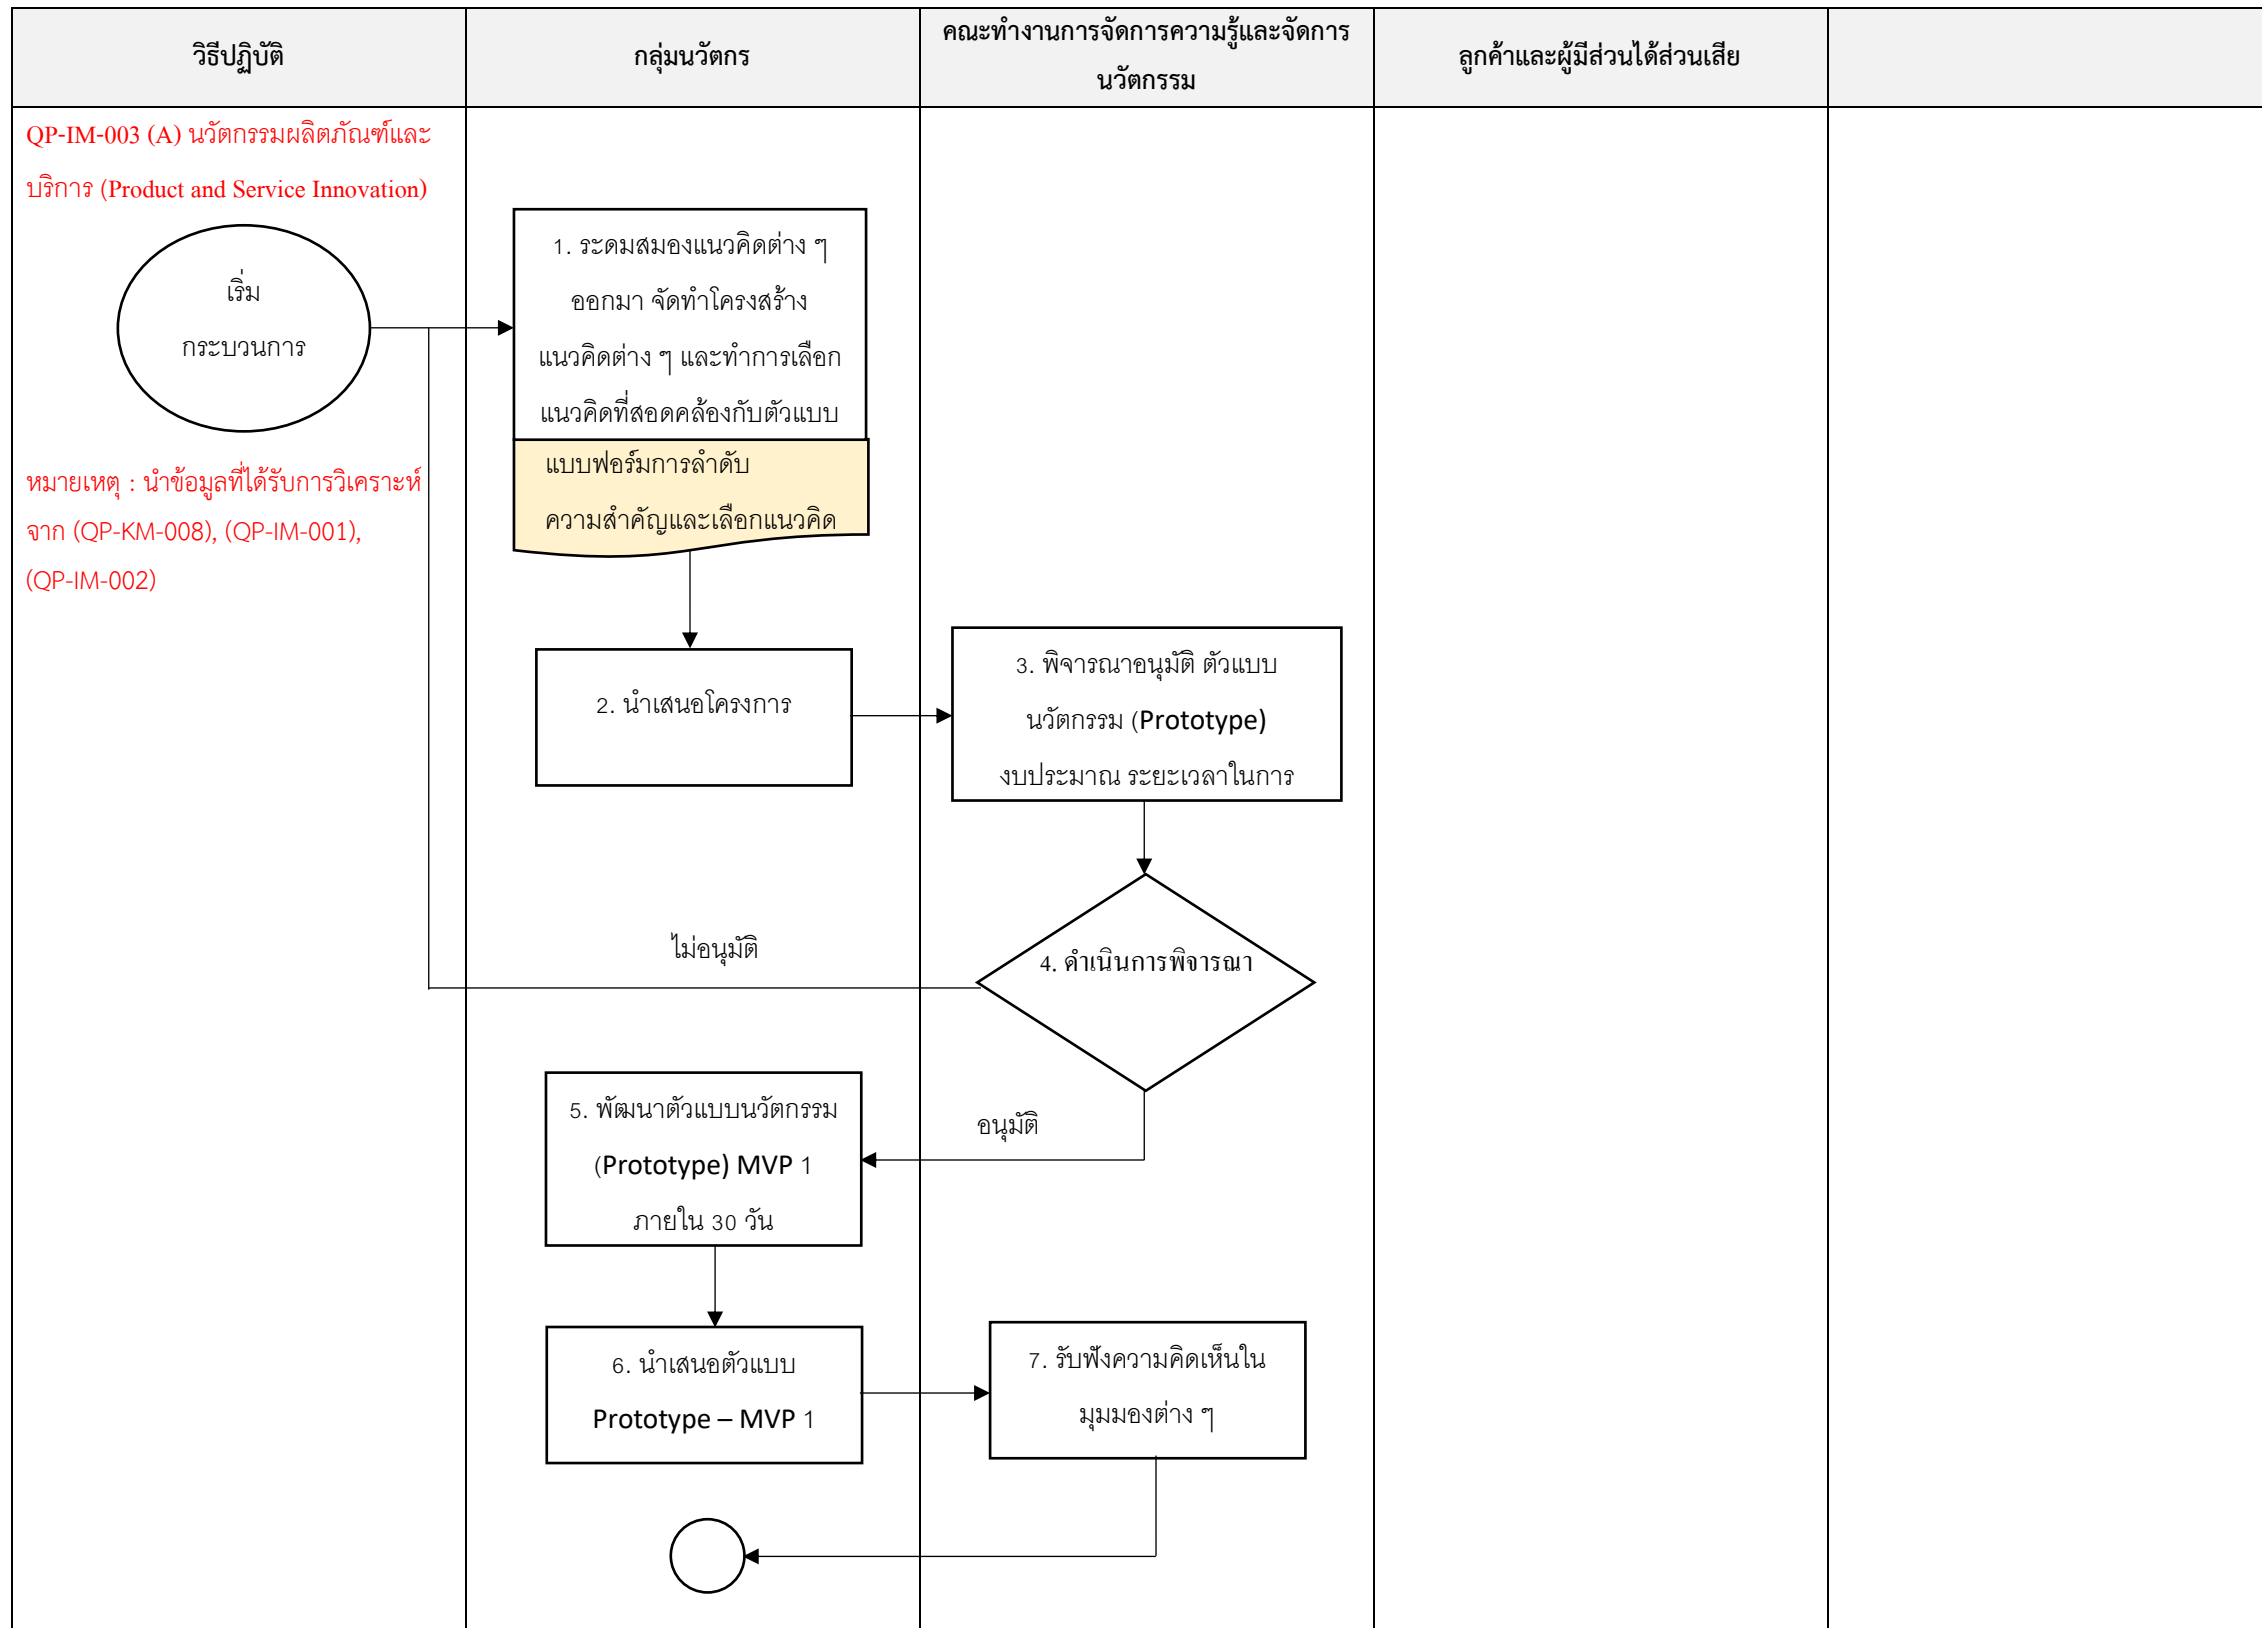 วิธีปฏิบัติ
กลุ่มนวัตกร
คณะทำงานการจัดการความรู้และจัดการ
นวัตกรรม
ลูกค้าและผู้มีส่วนได้ส่วนเสีย
QP-IM-003 (A) นวัตกรรมผลิตภัณฑ์และ
บริการ (Product and Service Innovation)
เริ่ม
กระบวนการ
หมายเหตุ : นำข้อมูลที่ได้รับการวิเคราะห์
จาก (QP-KM-008), (QP-IM-001),
(QP-IM-002)
1. ระดมสมองแนวคิดต่าง ๆ
ออกมา จัดทำโครงสร้าง
แนวคิดต่าง ๆ และทำการเลือก
แนวคิดที่สอดคล้องกับตัวแบบ
แบบฟอร์มการลำดับ
ความสำคัญและเลือกแนวคิด
2. นำเสนอโครงการ
3. พิจารณาอนุมัติ ตัวแบบ
นวัตกรรม (Prototype)
งบประมาณ ระยะเวลาในการ
4. ดำเนินการพิจารณา
ไม่อนุมัติ
อนุมัติ
5. พัฒนาตัวแบบนวัตกรรม
(Prototype) MVP 1
ภายใน 30 วัน
6. นำเสนอตัวแบบ
Prototype – MVP 1
7. รับฟังความคิดเห็นใน
มุมมองต่าง ๆ